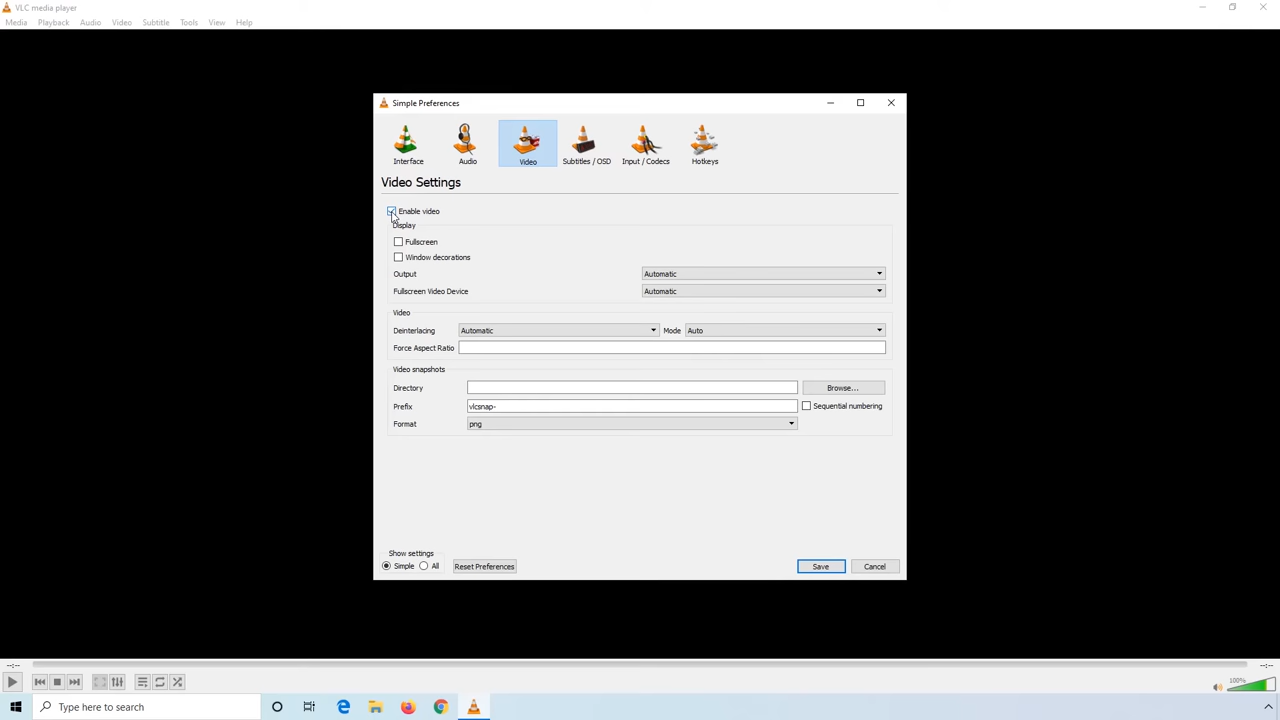 VLC media player
Media Playback Audio Video Subtitle Tools View Help
Simple Preferences
Interface Audio Video Subtitles / OSD Input / Codecs Hotkeys
Video Settings
Enable video
Display
Fullscreen
Window decorations
Output Automatic
Fullscreen Video Device Automatic
Video
Deinterlacing Automatic Mode Auto
Force Aspect Ratio
Video snapshots
Directory Browse...
Prefix vlcsnap- Sequential numbering
Format png
Show settings
Simple All Reset Preferences Save Cancel
--:-- --:--
100%
Type here to search